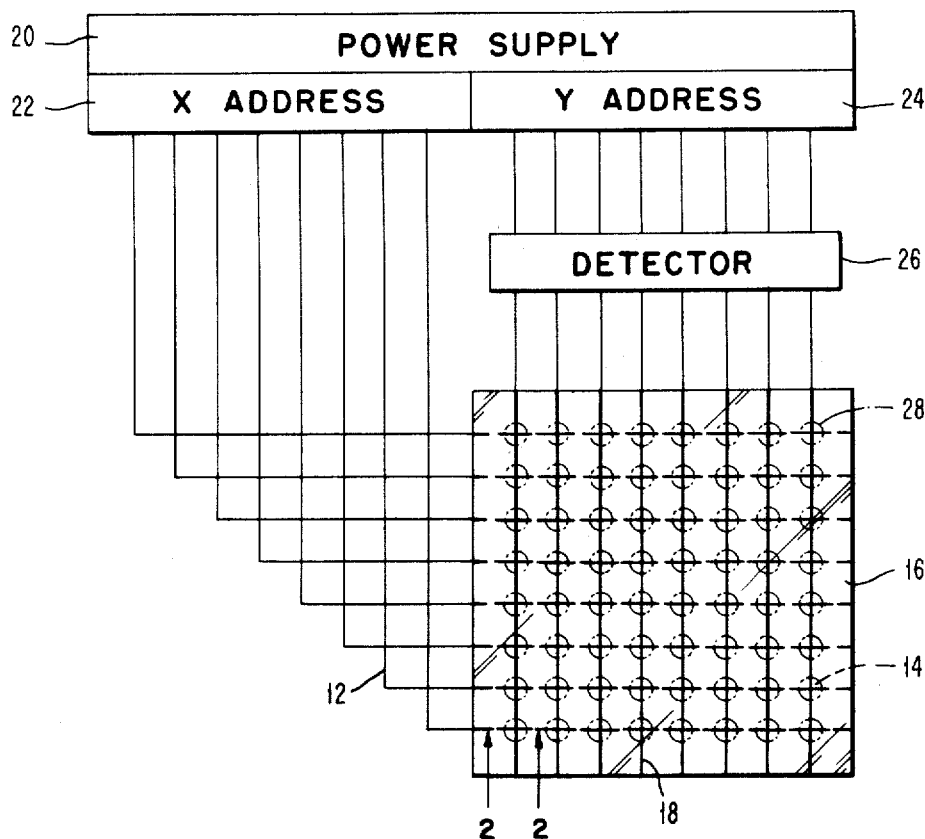 20
POWER SUPPLY
22
X ADDRESS
Y ADDRESS
24
DETECTOR
26
28
16
12
14
18
2 2